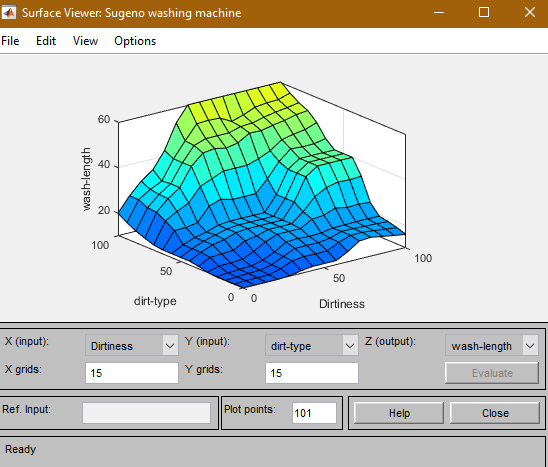 Surface Viewer: Sugeno washing machine
File Edit View Options
60
40
20
wash-length
100
50
0
dirt-type
0
50
100
Dirtiness
X (input): Dirtiness Y (input): dirt-type Z (output): wash-length
X grids: 15 Y grids: 15 Evaluate
Ref. Input: Plot points: 101 Help Close
Ready